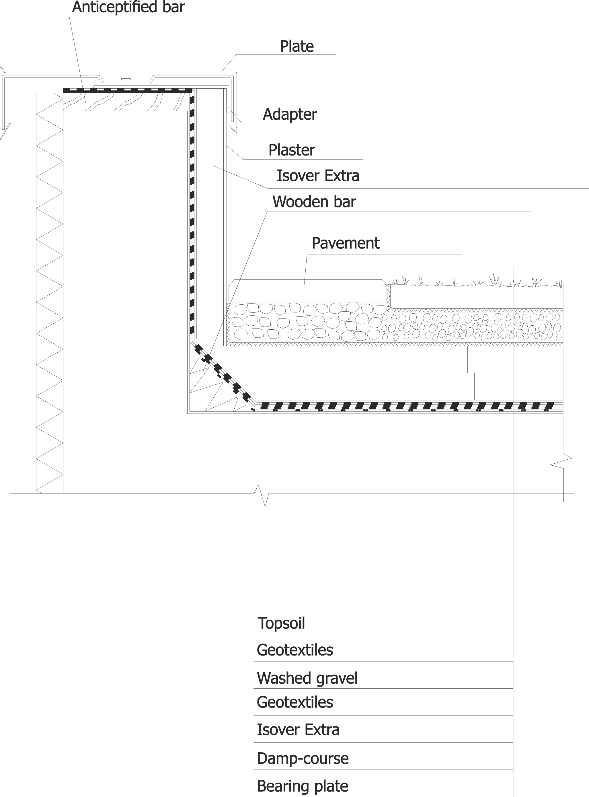 Anticeptified bar
Plate
Adapter
Plaster
Isover Extra
Wooden bar
Pavement
Topsoil
Geotextiles
Washed gravel
Geotextiles
Isover Extra
Damp-course
Bearing plate